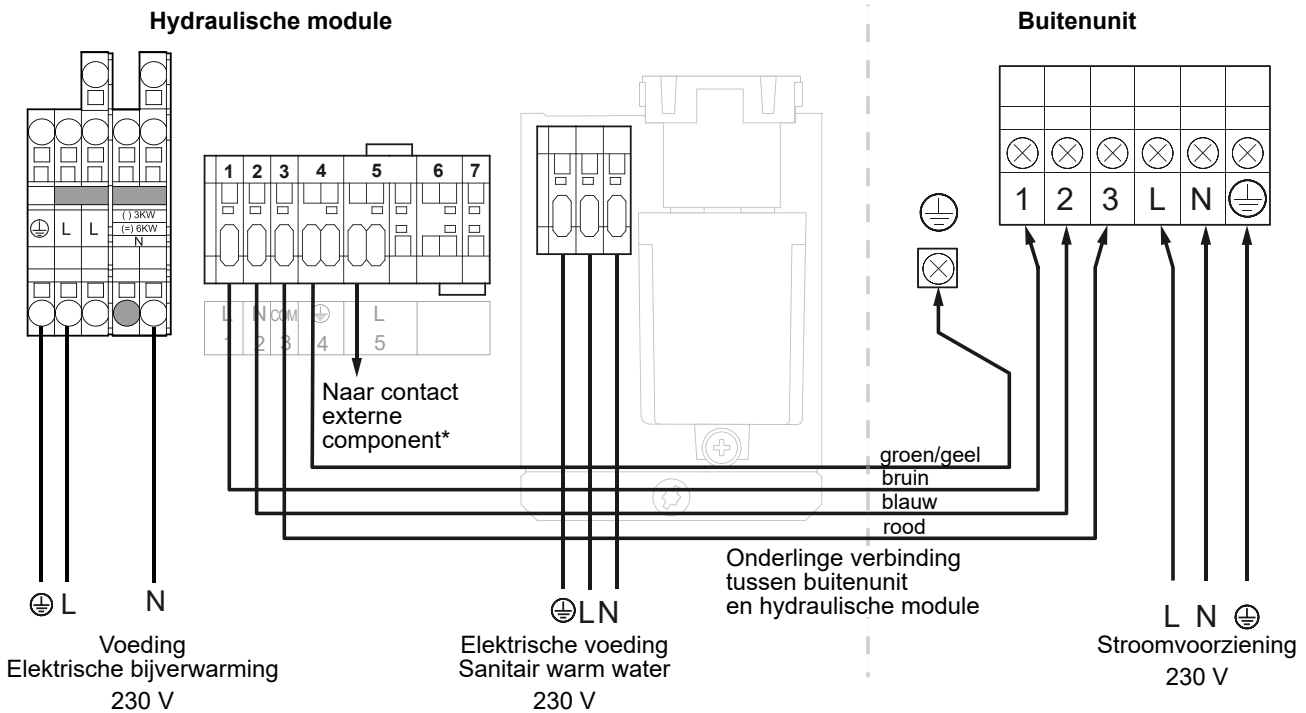 Hydraulische module
Buitenunit
1 2 3 4 5 6 7
L L
( ) 3KW
(=) 6KW
N
1 2 3 L N
L N COM L
1 2 3 4 5
Naar contact
externe
component*
groen/geel
bruin
blauw
rood
Onderlinge verbinding
tussen buitenunit
en hydraulische module
L N
Voeding
Elektrische bijverwarming
230 V
L N
Elektrische voeding
Sanitair warm water
230 V
L N
Stroomvoorziening
230 V